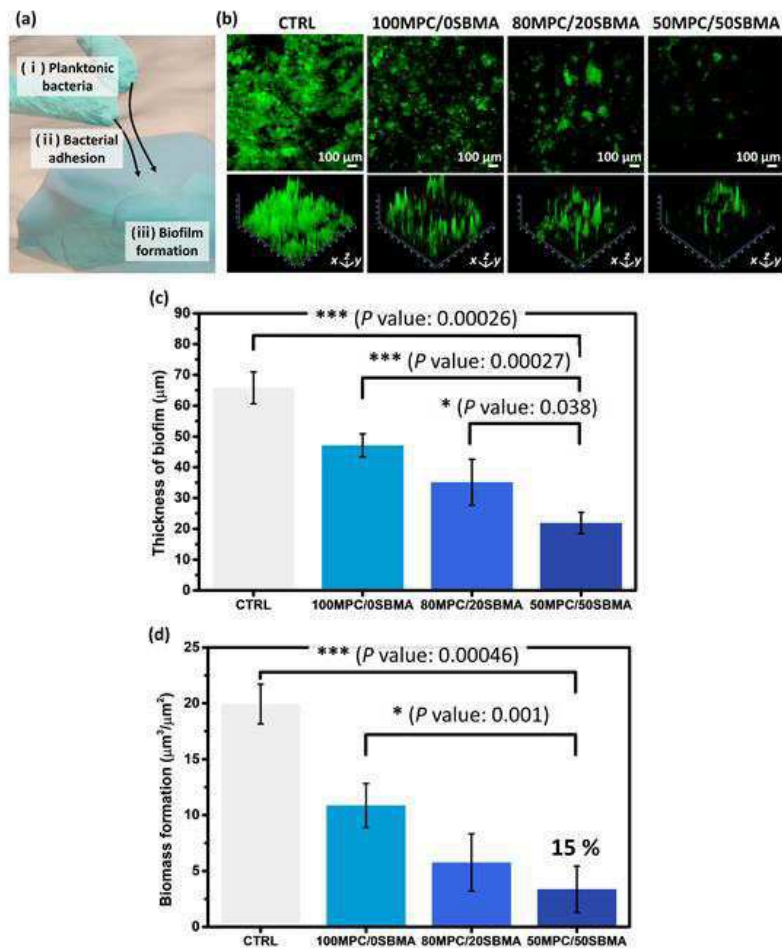 (a)
(i) Planktonic
bacteria
(ii) Bacterial
adhesion
(iii) Biofilm
formation
(b)
CTRL 100MPC/0SBMA 80MPC/20SBMA 50MPC/50SBMA
100 μm 100 μm 100 μm 100 μm
x z y x z y x z y x z y
(c)
*** (P value: 0.00026)
*** (P value: 0.00027)
* (P value: 0.038)
Thickness of biofim (μm)
90
80
70
60
50
40
30
20
10
0
CTRL 100MPC/0SBMA 80MPC/20SBMA 50MPC/50SBMA
(d)
*** (P value: 0.00046)
* (P value: 0.001)
15 %
Biomass formation (μm³/μm²)
25
20
15
10
5
0
CTRL 100MPC/0SBMA 80MPC/20SBMA 50MPC/50SBMA